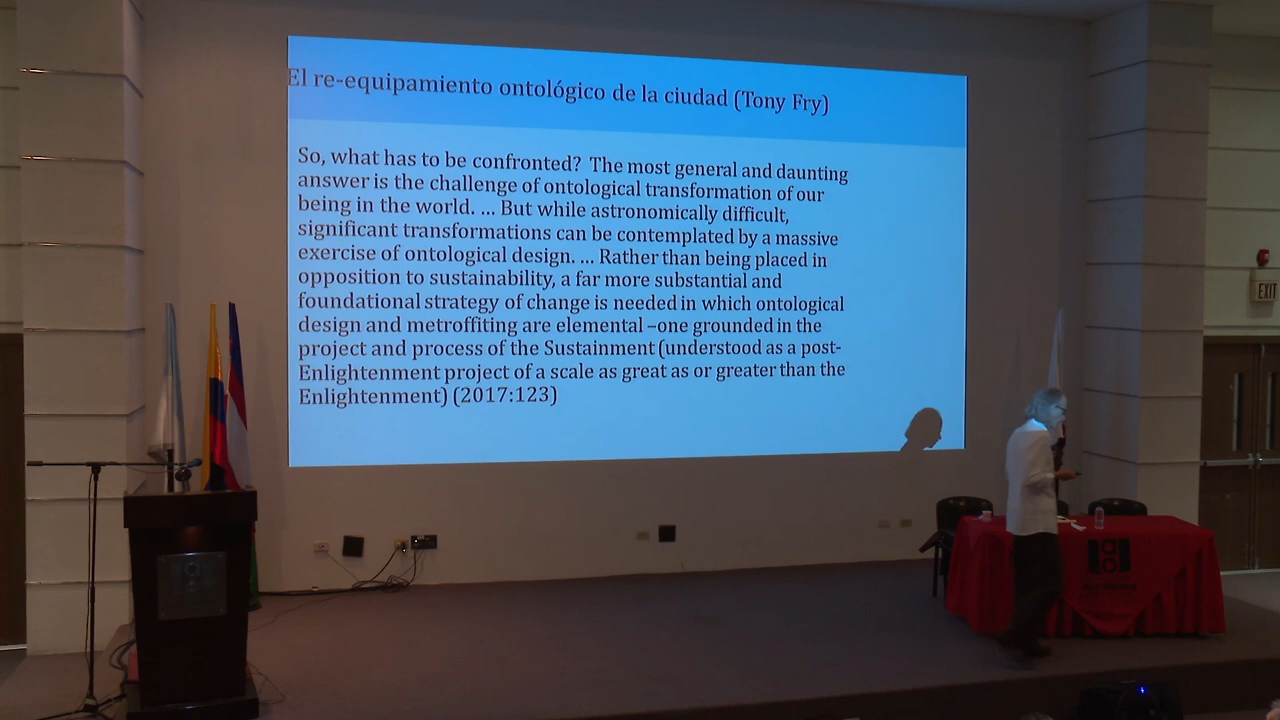 El re-equipamiento ontológico de la ciudad (Tony Fry)
So, what has to be confronted? The most general and daunting
answer is the challenge of ontological transformation of our
being in the world. ... But while astronomically difficult,
significant transformations can be contemplated by a massive
exercise of ontological design. ... Rather than being placed in
opposition to sustainability, a far more substantial and
foundational strategy of change is needed in which ontological
design and metroffiting are elemental –one grounded in the
project and process of the Sustainment (understood as a post-
Enlightenment project of a scale as great as or greater than the
Enlightenment) (2017:123)
EXIT